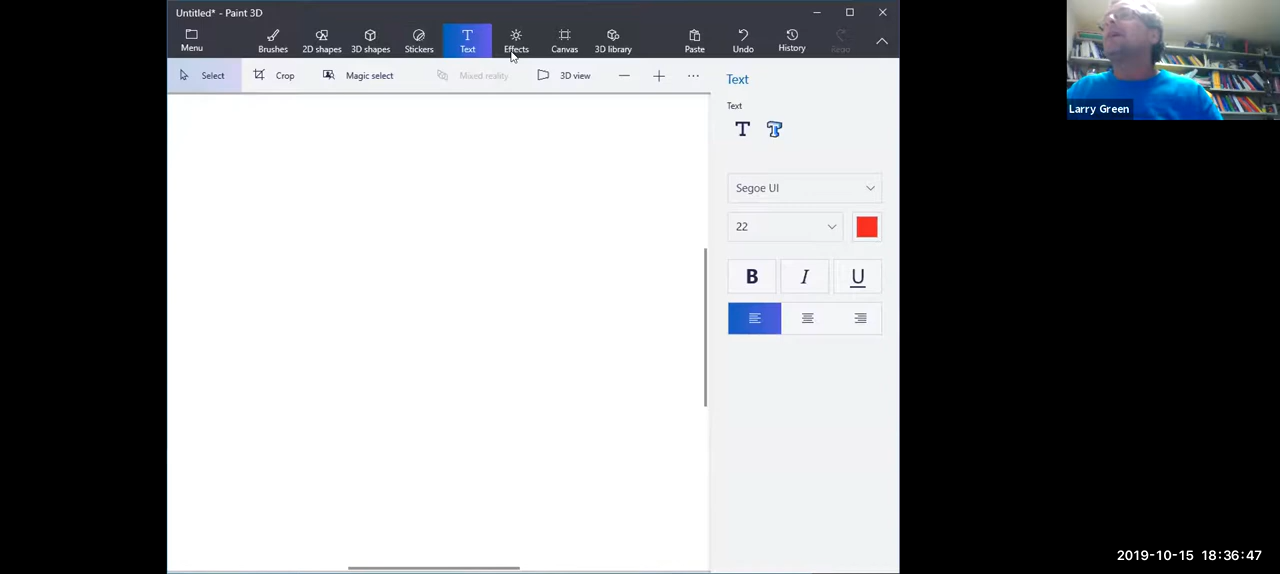 Untitled* - Paint 3D
Menu
Brushes
2D shapes
3D shapes
Stickers
Text
Effects
Canvas
3D library
Paste
Undo
History
Redo
Select
Crop
Magic select
Mixed reality
3D view
Text
Text
Segoe UI
22
B
I
U
Larry Green
2019-10-15 18:36:47